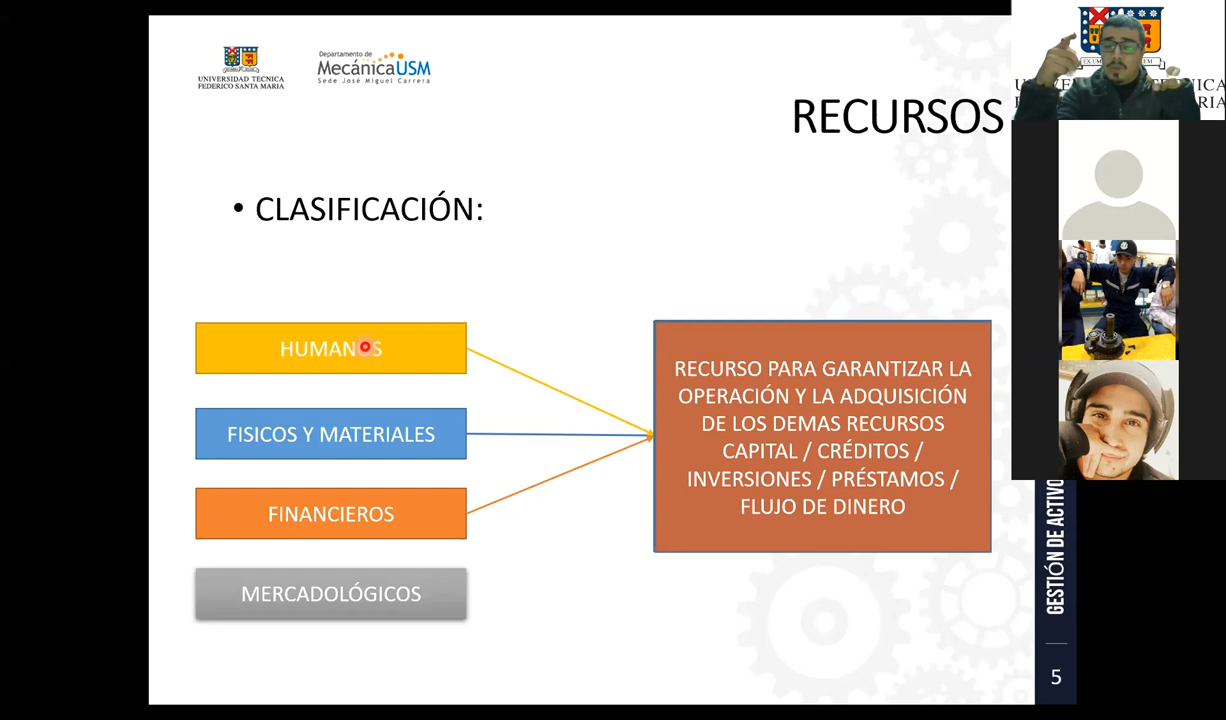 UNIVERSIDAD TECNICA
FEDERICO SANTA MARIA
Departamento de
MecánicaUSM
Sede José Miguel Carrera
RECURSOS
• CLASIFICACIÓN:
HUMANOS
FISICOS Y MATERIALES
FINANCIEROS
MERCADOLÓGICOS
RECURSO PARA GARANTIZAR LA
OPERACIÓN Y LA ADQUISICIÓN
DE LOS DEMAS RECURSOS
CAPITAL / CRÉDITOS /
INVERSIONES / PRÉSTAMOS /
FLUJO DE DINERO
GESTIÓN DE ACTIVO
5